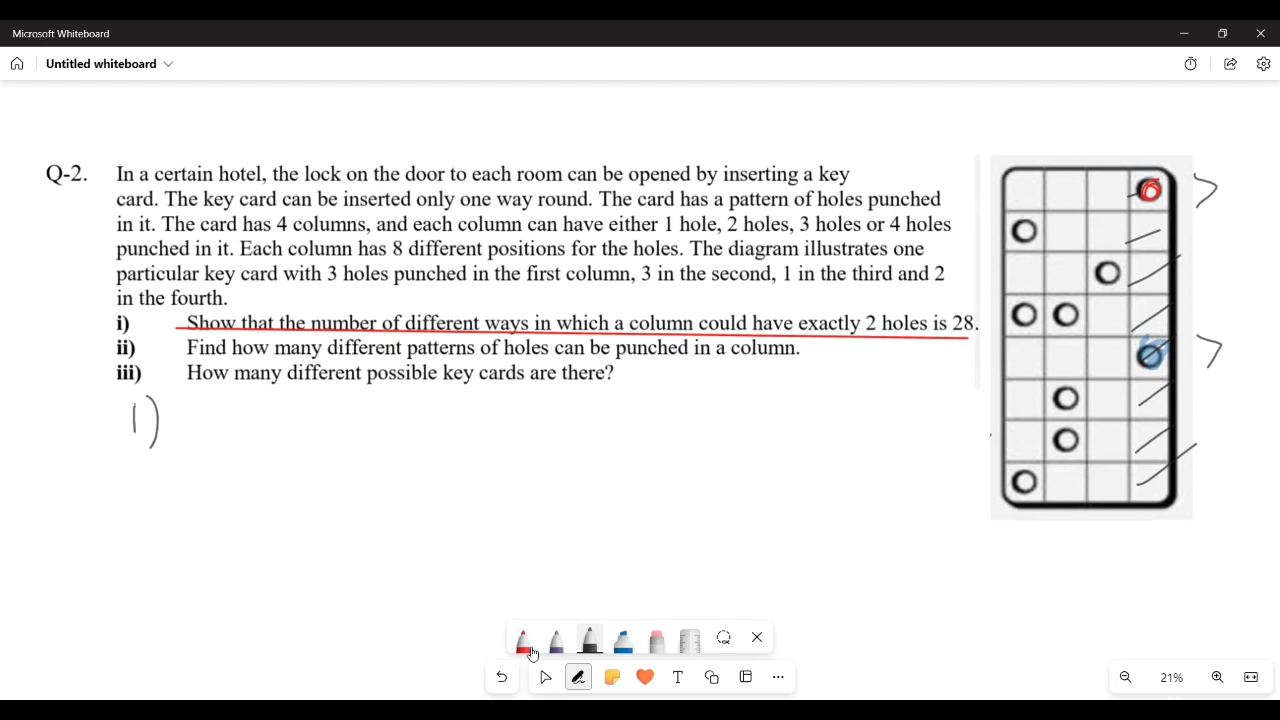 Microsoft Whiteboard
Untitled whiteboard
Q-2. In a certain hotel, the lock on the door to each room can be opened by inserting a key
card. The key card can be inserted only one way round. The card has a pattern of holes punched
in it. The card has 4 columns, and each column can have either 1 hole, 2 holes, 3 holes or 4 holes
punched in it. Each column has 8 different positions for the holes. The diagram illustrates one
particular key card with 3 holes punched in the first column, 3 in the second, 1 in the third and 2
in the fourth.
i) Show that the number of different ways in which a column could have exactly 2 holes is 28.
ii) Find how many different patterns of holes can be punched in a column.
iii) How many different possible key cards are there?
1)
21%